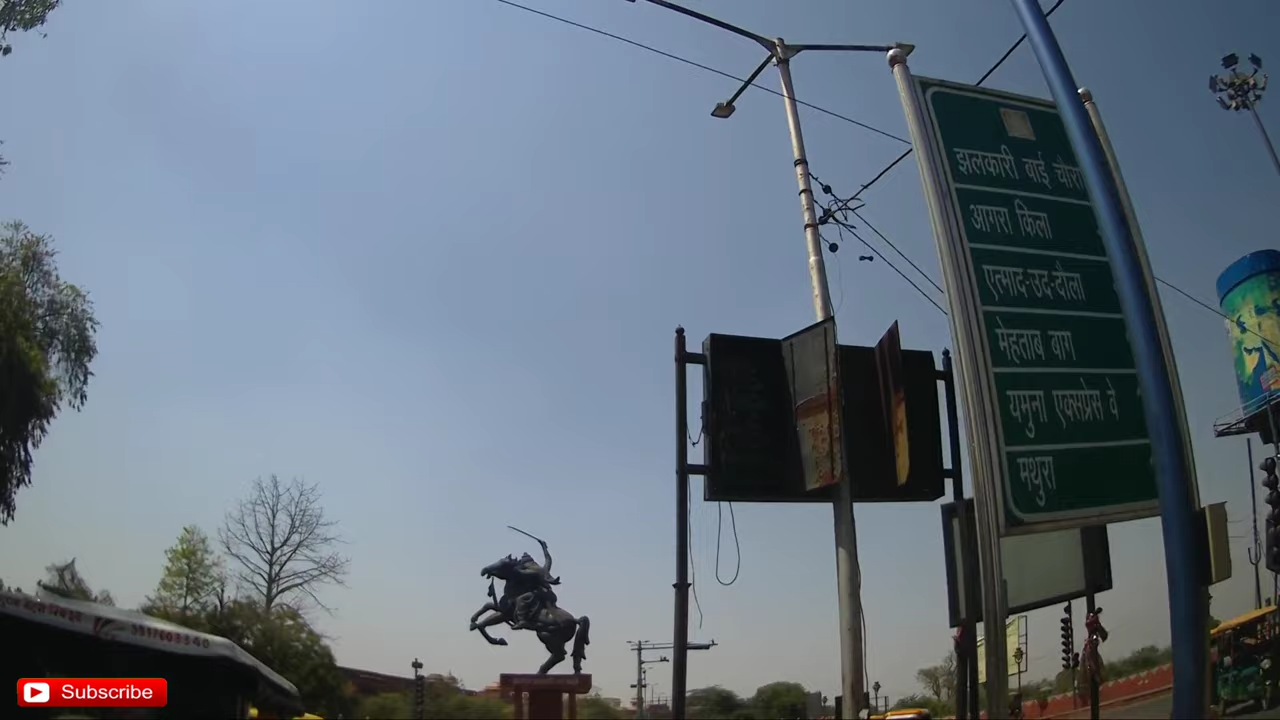 झलकारी बाई चौरा
आगरा किला
एत्माद-उद-दौला
मेहताब बाग
यमुना एक्सप्रेस वे
मथुरा
Subscribe